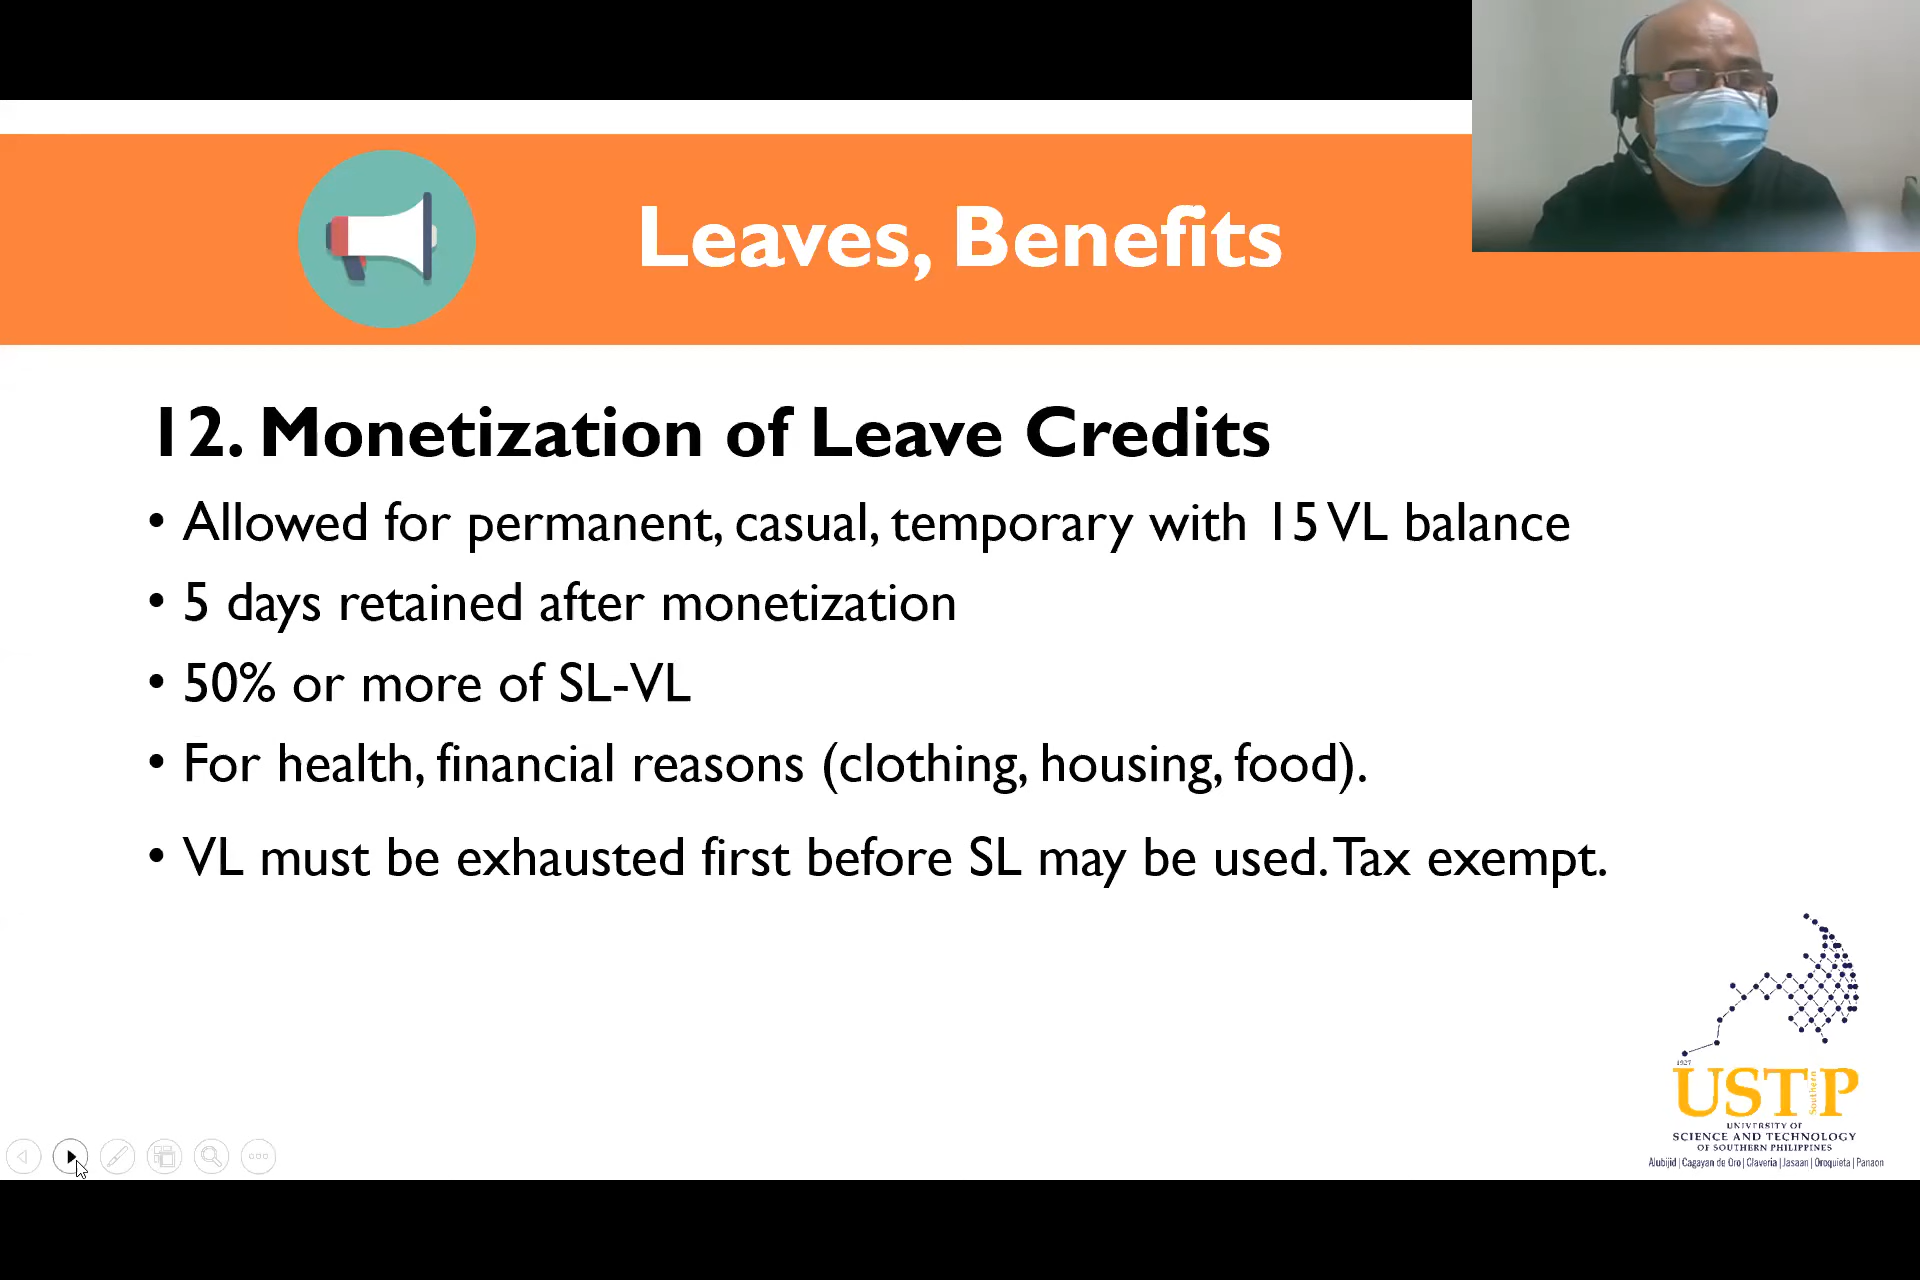 Leaves, Benefits
12. Monetization of Leave Credits
• Allowed for permanent, casual, temporary with 15 VL balance
• 5 days retained after monetization
• 50% or more of SL-VL
• For health, financial reasons (clothing, housing, food).
• VL must be exhausted first before SL may be used. Tax exempt.
1927
USTP
Southern
UNIVERSITY OF
SCIENCE AND TECHNOLOGY
OF SOUTHERN PHILIPPINES
Alubijid | Cagayan de Oro | Claveria | Jasaan | Oroquieta | Panaon